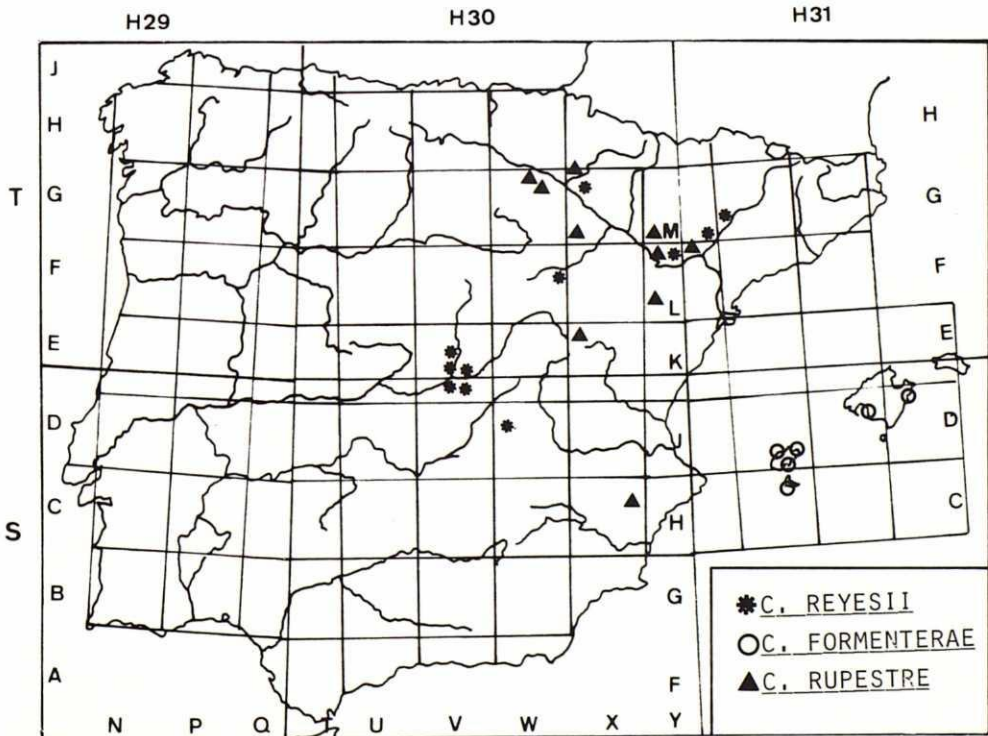 H29 H30 H31
J
H H
T G G
M
F F
L
E E
K
D D
J
S C C
H
B G
A F
N P Q T U V W X Y
C. REYESII
C. FORMENTERAE
C. RUPESTRE